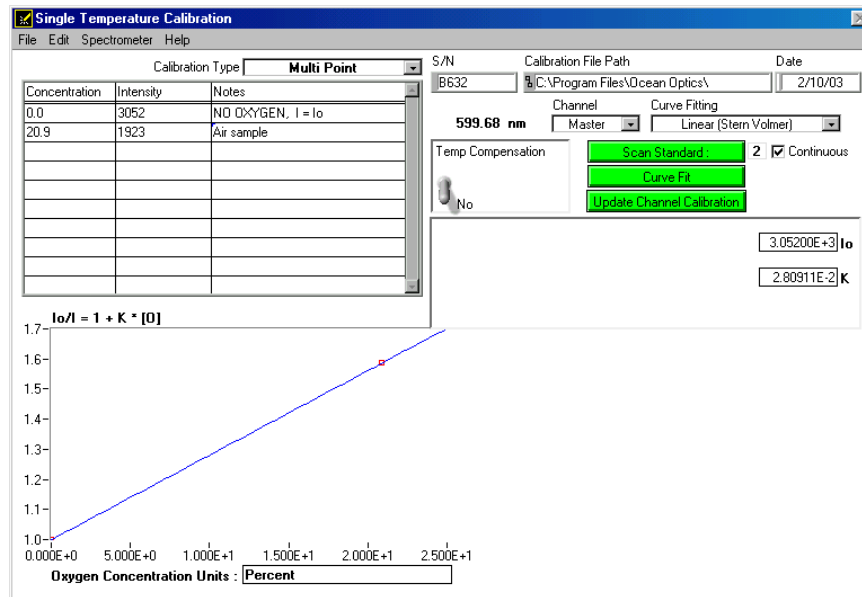 Single Temperature Calibration
File Edit Spectrometer Help
Calibration Type Multi Point
Concentration Intensity Notes
0.0 3052 NO OXYGEN, I = Io
20.9 1923 Air sample
S/N Calibration File Path Date
B632 C:\Program Files\Ocean Optics\ 2/10/03
Channel Curve Fitting
599.68 nm Master Linear (Stern Volmer)
Temp Compensation
No
Scan Standard : 2 Continuous
Curve Fit
Update Channel Calibration
3.05200E+3 Io
2.80911E-2 K
Io/I = 1 + K * [O]
1.7
1.6
1.5
1.4
1.3
1.2
1.1
1.0
0.000E+0 5.000E+0 1.000E+1 1.500E+1 2.000E+1 2.500E+1
Oxygen Concentration Units : Percent